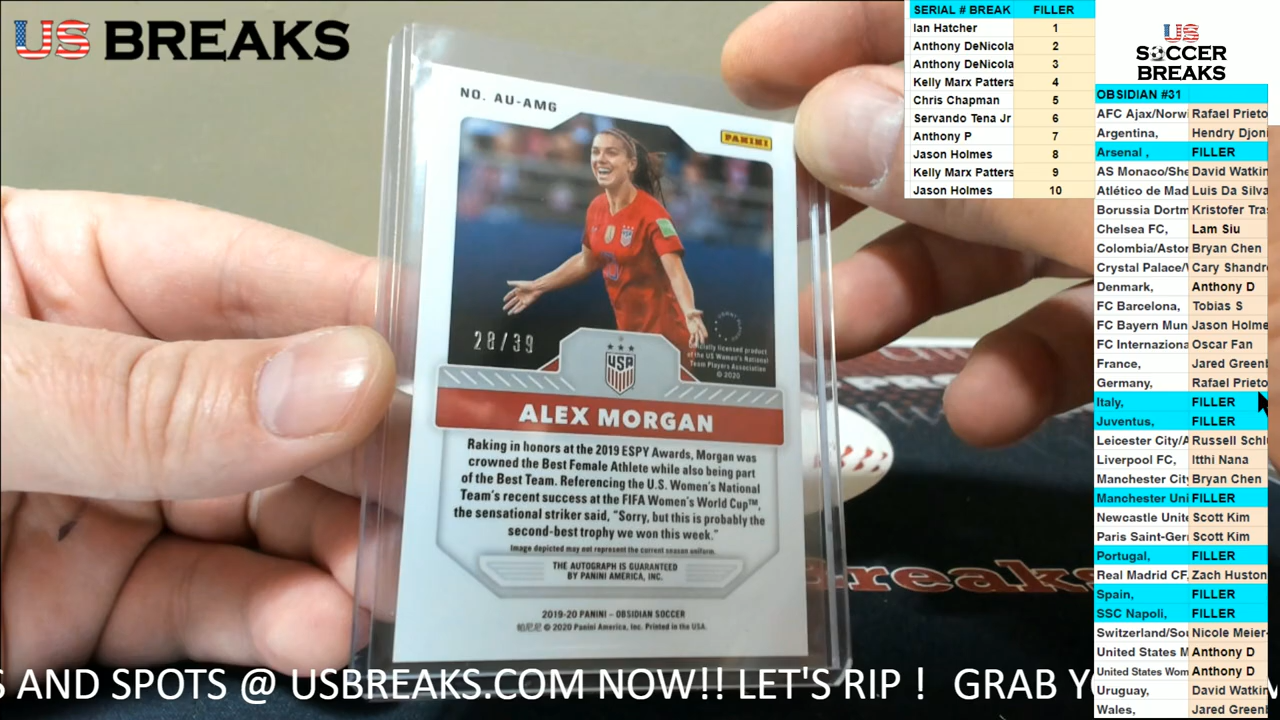 US BREAKS
SERIAL # BREAK FILLER
Ian Hatcher 1
Anthony DeNicola 2
Anthony DeNicola 3
Kelly Marx Patters 4
Chris Chapman 5
Servando Tena Jr 6
Anthony P 7
Jason Holmes 8
Kelly Marx Patters 9
Jason Holmes 10
US
SOCCER
BREAKS
OBSIDIAN #31
AFC Ajax/Norwi Rafael Prieto
Argentina, Hendry Djoni
Arsenal , FILLER
AS Monaco/She David Watkin
Atlético de Mad Luis Da Silva
Borussia Dortm Kristofer Tra
Chelsea FC, Lam Siu
Colombia/Aston Bryan Chen
Crystal Palace/ Cary Shandr
Denmark, Anthony D
FC Barcelona, Tobias S
FC Bayern Mun Jason Holme
FC Internaziona Oscar Fan
France, Jared Green
Germany, Rafael Prieto
Italy, FILLER
Juventus, FILLER
Leicester City/A Russell Schl
Liverpool FC, Itthi Nana
Manchester City Bryan Chen
Manchester Uni FILLER
Newcastle Unite Scott Kim
Paris Saint-Ger Scott Kim
Portugal, FILLER
Real Madrid CF, Zach Huston
Spain, FILLER
SSC Napoli, FILLER
Switzerland/Sou Nicole Meier-
United States M Anthony D
United States Wom Anthony D
Uruguay, David Watkin
Wales, Jared Green
NO. AU-AMG
PANINI
28/39
Officially licensed product
of the US Women's National
Team Players Association
© 2020
USA
ALEX MORGAN
Raking in honors at the 2019 ESPY Awards, Morgan was
crowned the Best Female Athlete while also being part
of the Best Team. Referencing the U.S. Women's National
Team's recent success at the FIFA Women's World Cup™,
the sensational striker said, "Sorry, but this is probably the
second-best trophy we won this week."
Image depicted may not represent the current season uniform.
THE AUTOGRAPH IS GUARANTEED
BY PANINI AMERICA, INC.
2019-20 PANINI – OBSIDIAN SOCCER
帕尼尼 © 2020 Panini America, Inc. Printed in the USA.
reaks
S AND SPOTS @ USBREAKS.COM NOW!! LET'S RIP ! GRAB Y